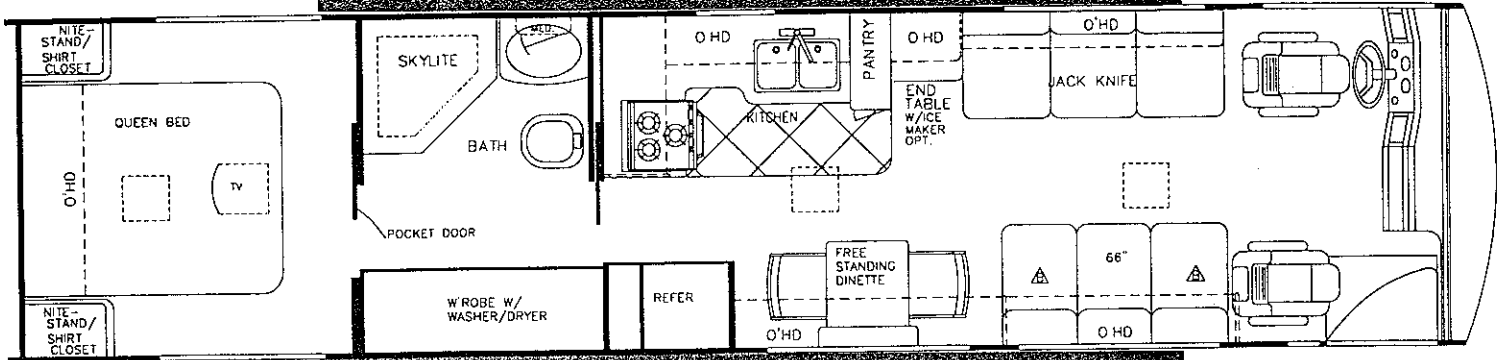 NITE-
STAND/
SHIRT
CLOSET
QUEEN BED
O'HD
TV
NITE-
STAND/
SHIRT
CLOSET
SKYLITE
MED.
BATH
POCKET DOOR
W'ROBE W/
WASHER/DRYER
REFER
O HD
KITCHEN
PANTRY
O HD
END
TABLE
W/ICE
MAKER
OPT.
O'HD
JACK KNIFE
FREE
STANDING
DINETTE
O'HD
66"
B
B
O HD